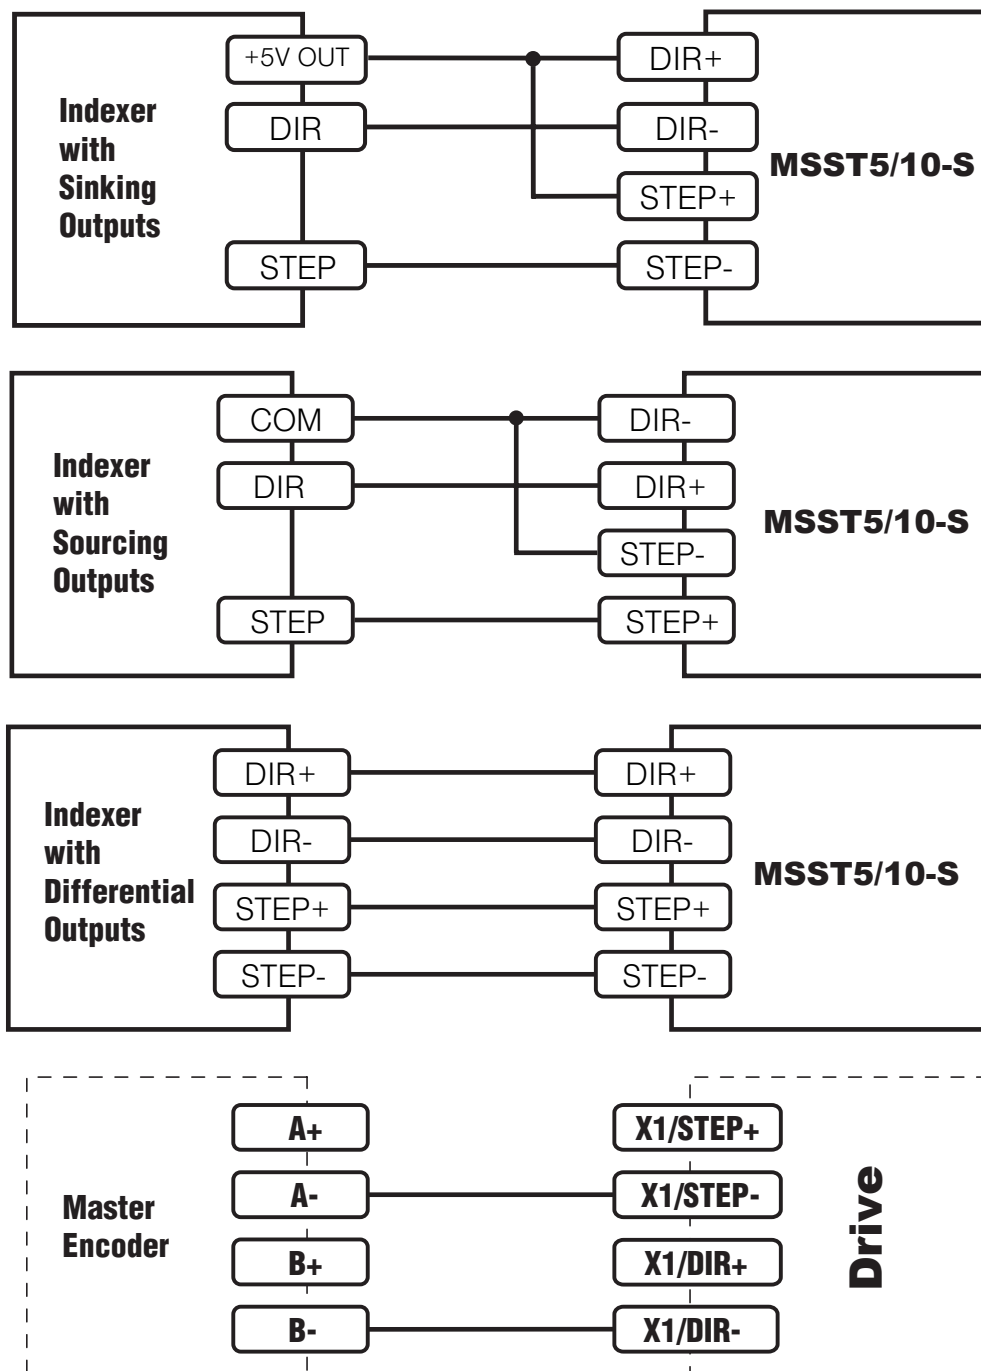 +5V OUT
DIR+
Indexer
with
Sinking
Outputs
DIR
DIR-
MSST5/10-S
STEP+
STEP
STEP-
COM
DIR-
Indexer
with
Sourcing
Outputs
DIR
DIR+
MSST5/10-S
STEP-
STEP
STEP+
DIR+
DIR+
Indexer
with
Differential
Outputs
DIR-
DIR-
MSST5/10-S
STEP+
STEP+
STEP-
STEP-
A+
X1/STEP+
Master
Encoder
A-
X1/STEP-
Drive
B+
X1/DIR+
B-
X1/DIR-